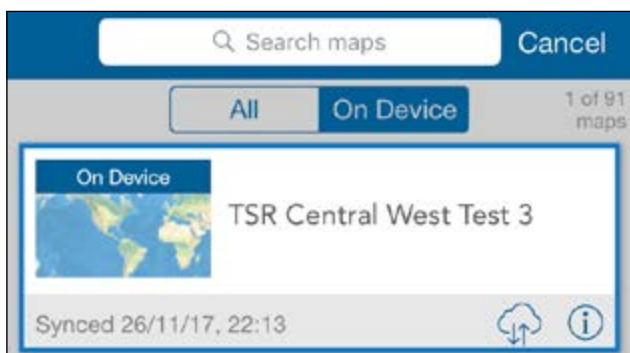 Search maps
Cancel
All
On Device
1 of 91
maps
On Device
TSR Central West Test 3
Synced 26/11/17, 22:13